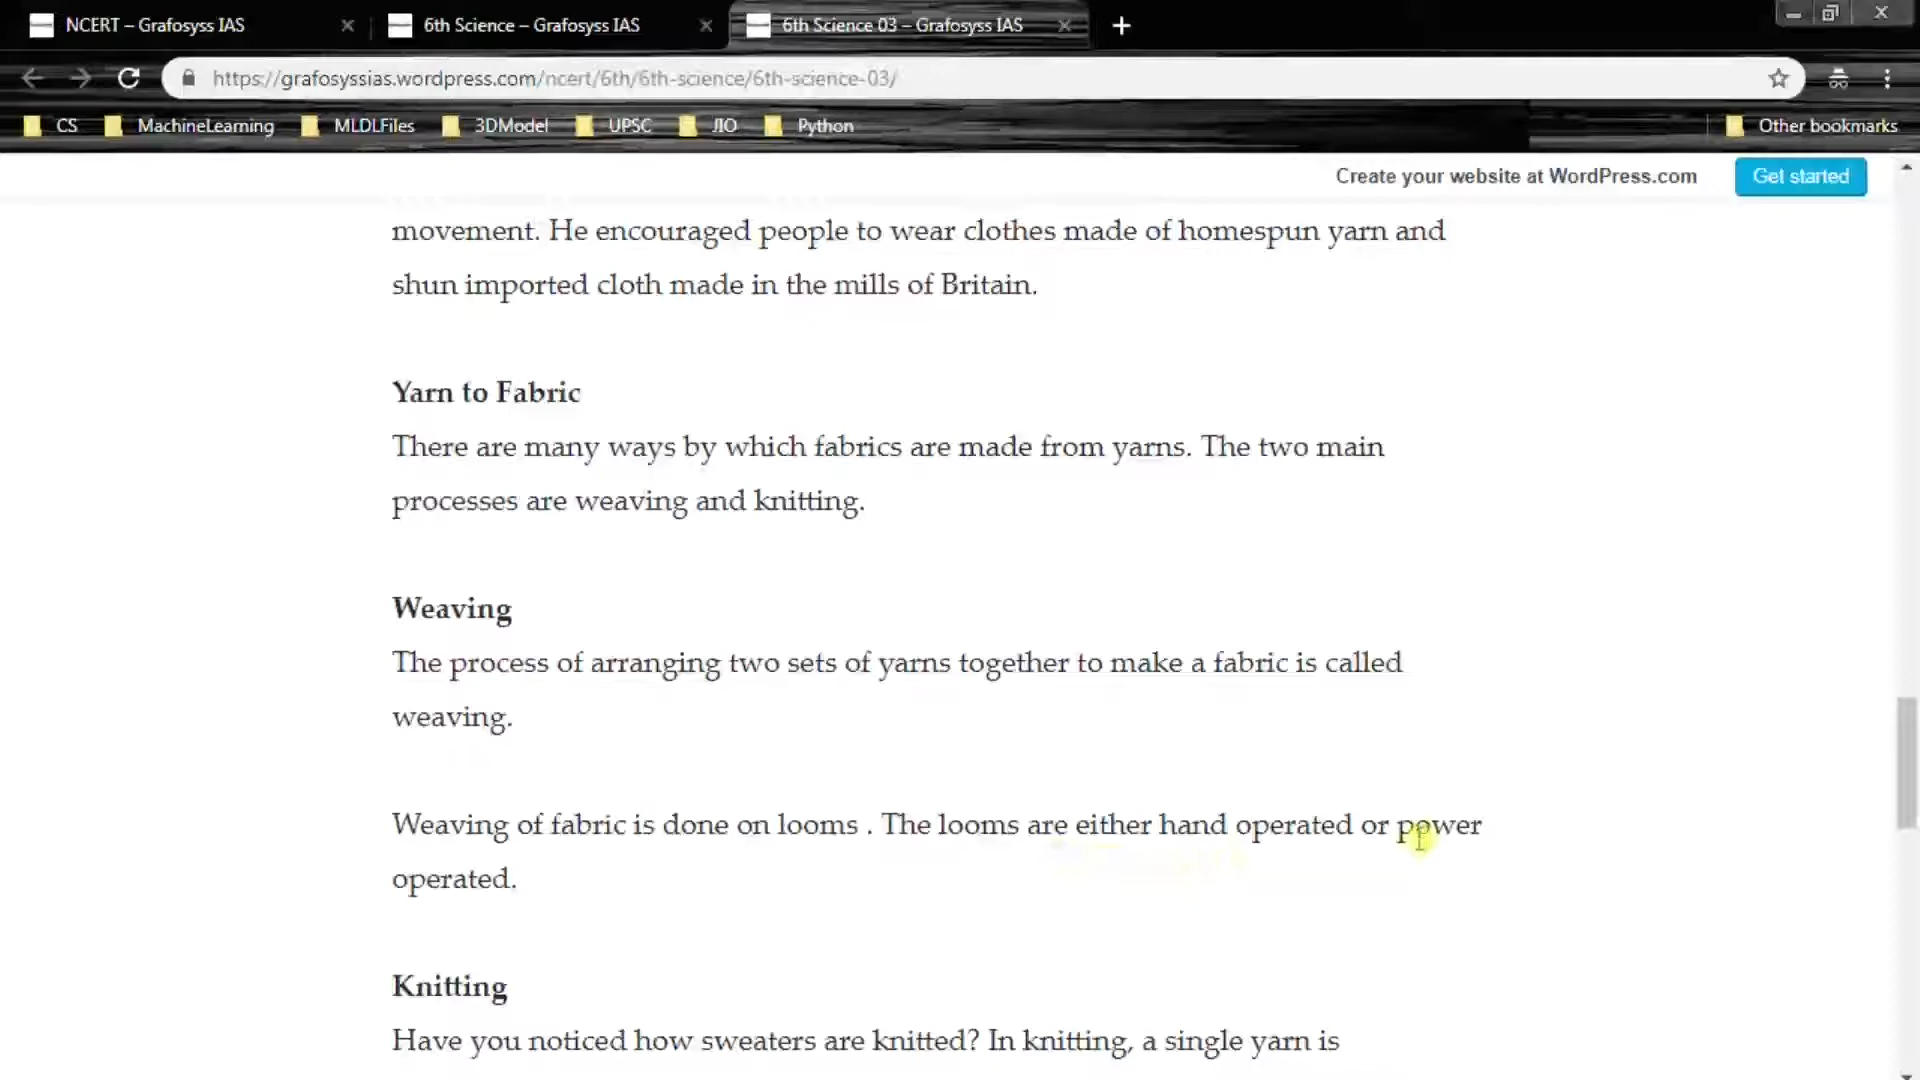 NCERT – Grafosyss IAS
6th Science – Grafosyss IAS
6th Science 03 – Grafosyss IAS
https://grafosyssias.wordpress.com/ncert/6th/6th-science/6th-science-03/
CS MachineLearning MLDLFiles 3DModel UPSC JIO Python Other bookmarks
Create your website at WordPress.com Get started
movement. He encouraged people to wear clothes made of homespun yarn and
shun imported cloth made in the mills of Britain.
Yarn to Fabric
There are many ways by which fabrics are made from yarns. The two main
processes are weaving and knitting.
Weaving
The process of arranging two sets of yarns together to make a fabric is called
weaving.
Weaving of fabric is done on looms . The looms are either hand operated or power
operated.
Knitting
Have you noticed how sweaters are knitted? In knitting, a single yarn is